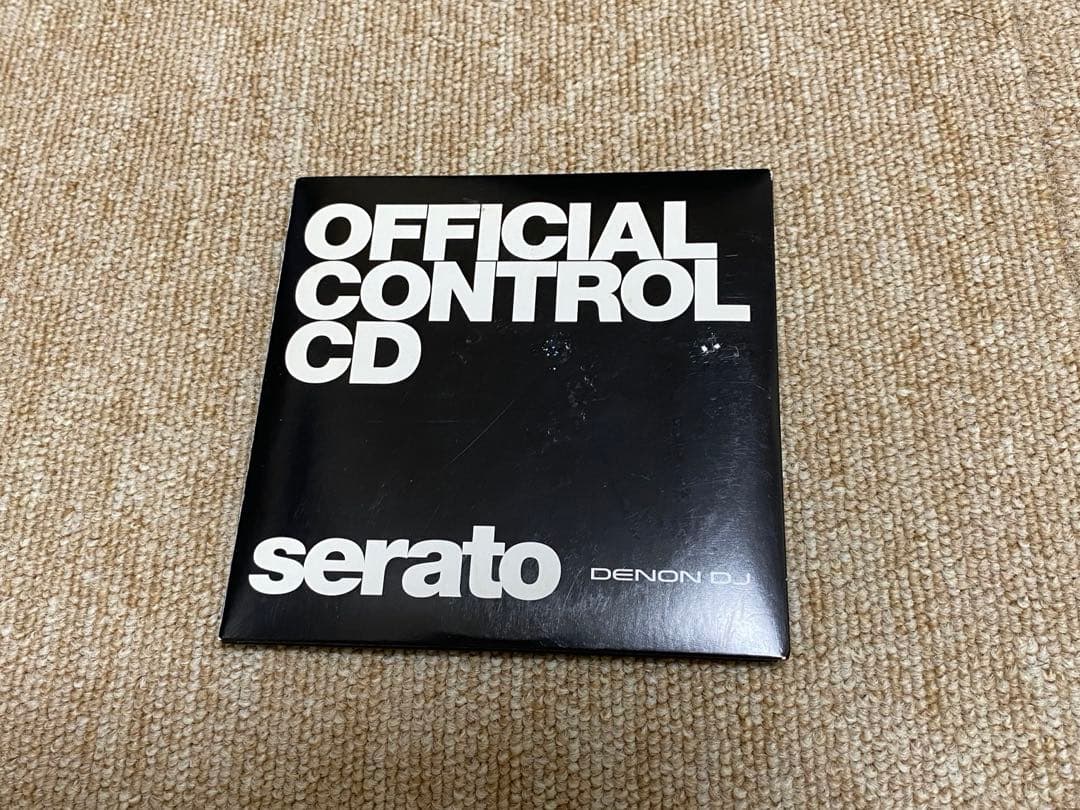 OFFICIAL
CONTROL
CD
serato
DENON DJ